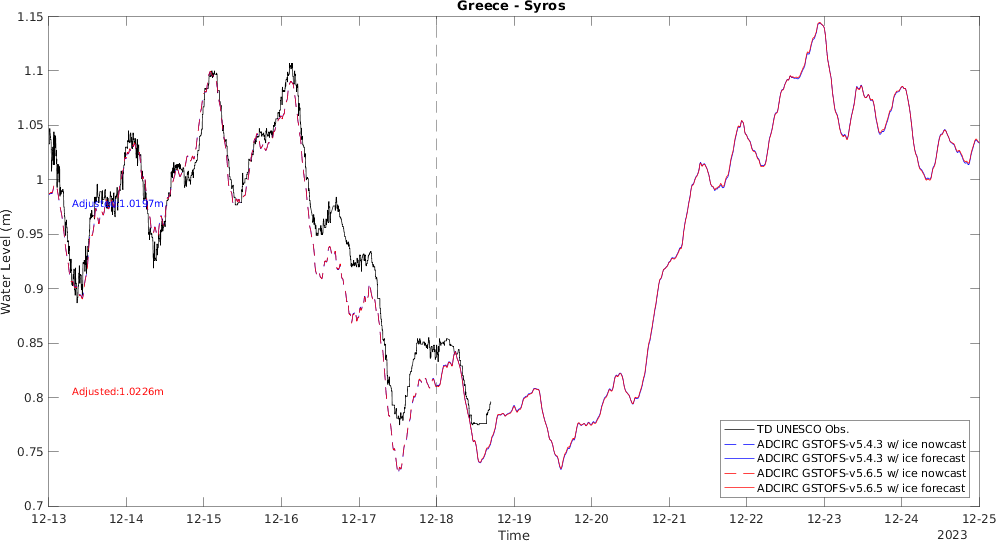 Greece - Syros
1.15
1.1
1.05
1
0.95
0.9
0.85
0.8
0.75
0.7
Water Level (m)
Adjusted:1.0197m
Adjusted:1.0226m
TD UNESCO Obs.
ADCIRC GSTOFS-v5.4.3 w/ ice nowcast
ADCIRC GSTOFS-v5.4.3 w/ ice forecast
ADCIRC GSTOFS-v5.6.5 w/ ice nowcast
ADCIRC GSTOFS-v5.6.5 w/ ice forecast
12-13 12-14 12-15 12-16 12-17 12-18 12-19 12-20 12-21 12-22 12-23 12-24 12-25
Time
2023